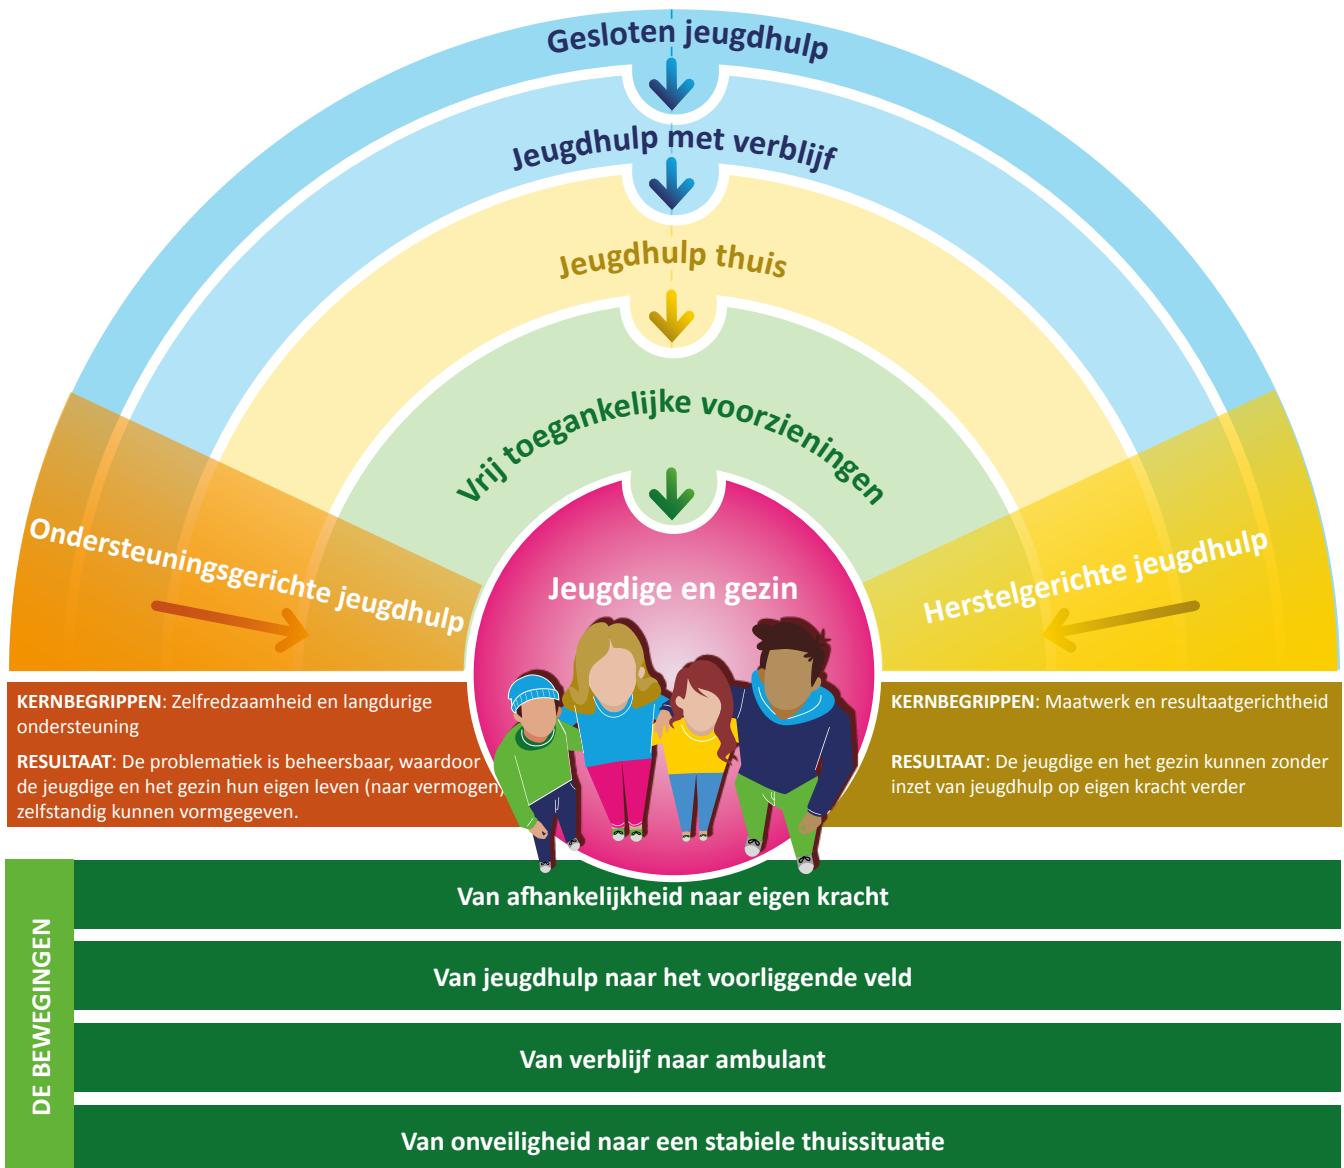 Gesloten jeugdhulp
Jeugdhulp met verblijf
Jeugdhulp thuis
Vrij toegankelijke voorzieningen
Ondersteuningsgerichte jeugdhulp
Jeugdige en gezin
Herstelgerichte jeugdhulp
KERNBEGRIPPEN: Zelfredzaamheid en langdurige
ondersteuning
RESULTAAT: De problematiek is beheersbaar, waardoor
de jeugdige en het gezin hun eigen leven (naar vermogen)
zelfstandig kunnen vormgegeven.
KERNBEGRIPPEN: Maatwerk en resultaatgerichtheid
RESULTAAT: De jeugdige en het gezin kunnen zonder
inzet van jeugdhulp op eigen kracht verder
DE BEWEGINGEN
Van afhankelijkheid naar eigen kracht
Van jeugdhulp naar het voorliggende veld
Van verblijf naar ambulant
Van onveiligheid naar een stabiele thuissituatie